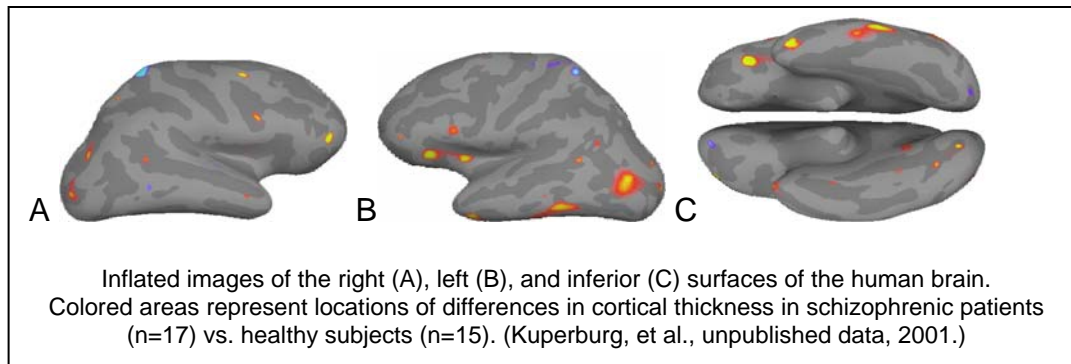 A
B
C
Inflated images of the right (A), left (B), and inferior (C) surfaces of the human brain.
Colored areas represent locations of differences in cortical thickness in schizophrenic patients
(n=17) vs. healthy subjects (n=15). (Kuperburg, et al., unpublished data, 2001.)